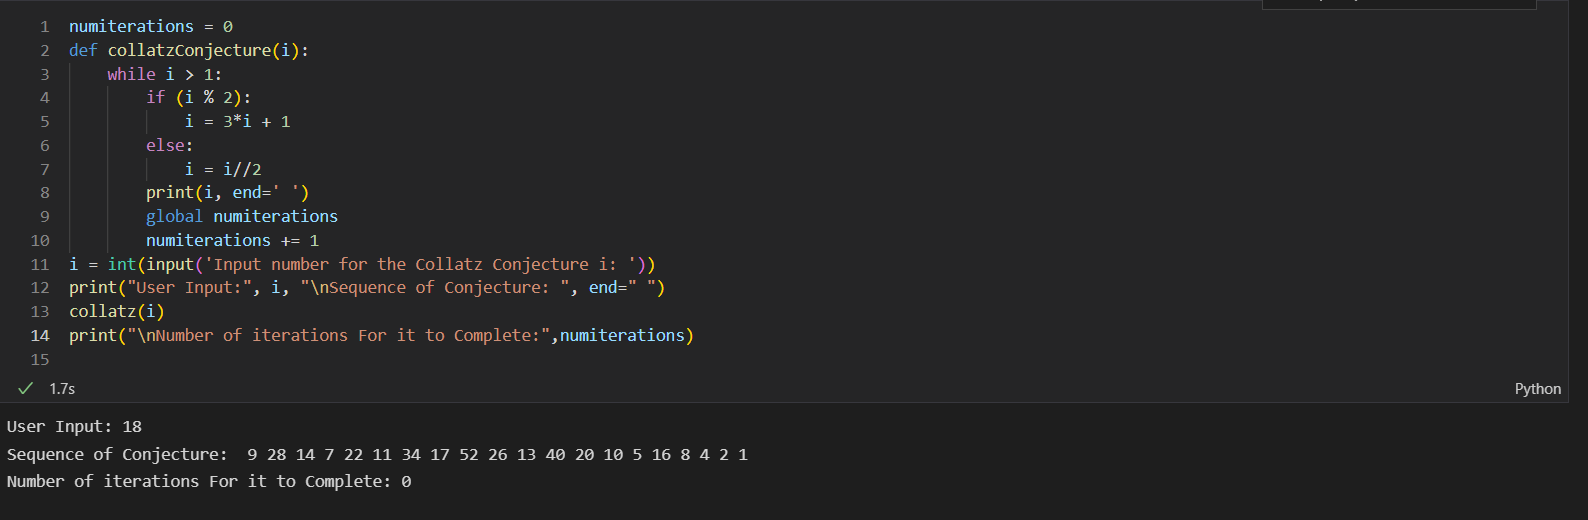 1 numiterations = 0
2 def collatzConjecture(i):
3     while i > 1:
4         if (i % 2):
5             i = 3*i + 1
6         else:
7             i = i//2
8         print(i, end=' ')
9         global numiterations
10         numiterations += 1
11 i = int(input('Input number for the Collatz Conjecture i: '))
12 print("User Input:", i, "\nSequence of Conjecture: ", end=" ")
13 collatz(i)
14 print("\nNumber of iterations For it to Complete:",numiterations)
15
✓ 1.7s Python
User Input: 18
Sequence of Conjecture:  9 28 14 7 22 11 34 17 52 26 13 40 20 10 5 16 8 4 2 1
Number of iterations For it to Complete: 0